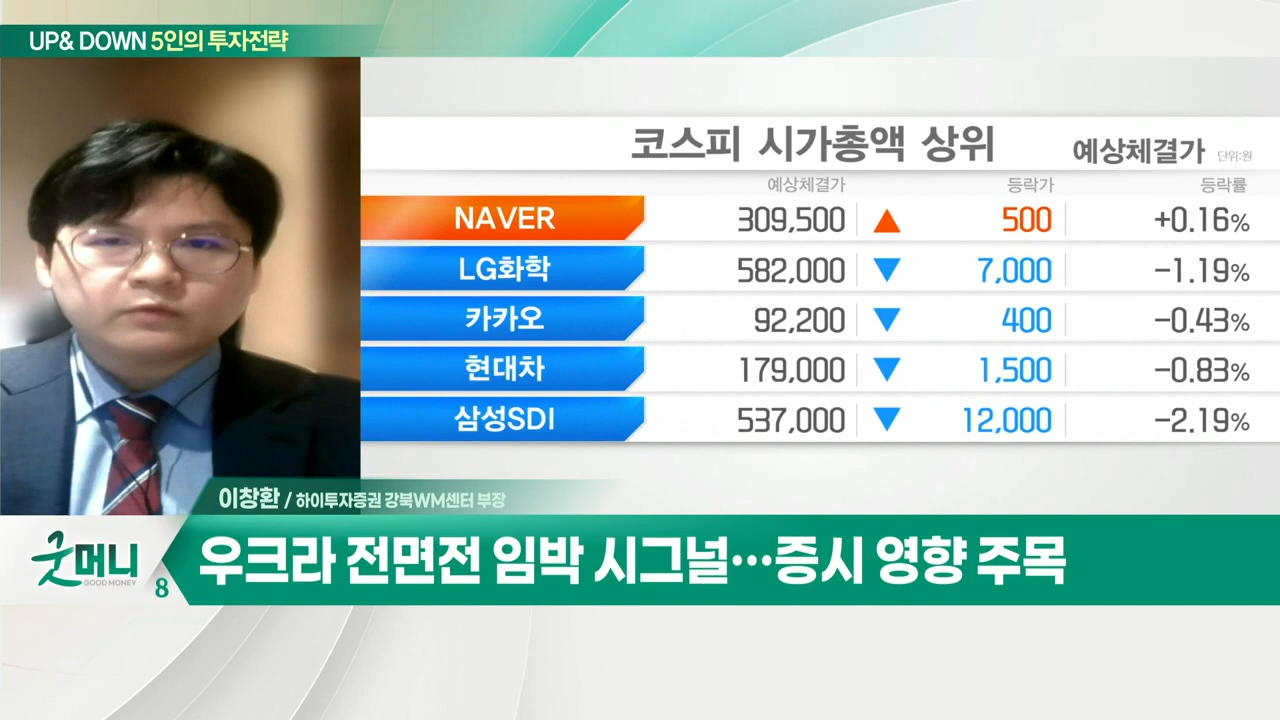 UP& DOWN 5인의 투자전략
코스피 시가총액 상위 예상체결가 단위:원
예상체결가 등락가 등락률
NAVER 309,500 ▲ 500 +0.16%
LG화학 582,000 ▼ 7,000 -1.19%
카카오 92,200 ▼ 400 -0.43%
현대차 179,000 ▼ 1,500 -0.83%
삼성SDI 537,000 ▼ 12,000 -2.19%
이창환 / 하이투자증권 강북WM센터 부장
굿머니
GOOD MONEY
8
우크라 전면전 임박 시그널…증시 영향 주목